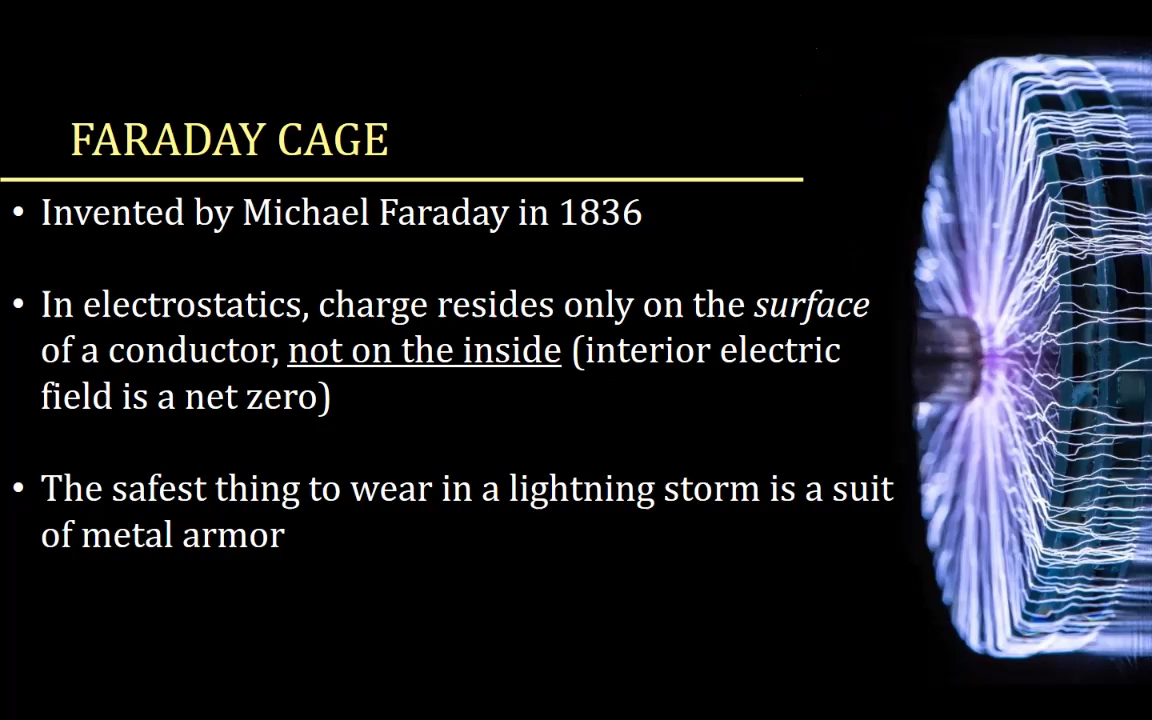 FARADAY CAGE
• Invented by Michael Faraday in 1836
• In electrostatics, charge resides only on the surface
of a conductor, not on the inside (interior electric
field is a net zero)
• The safest thing to wear in a lightning storm is a suit
of metal armor